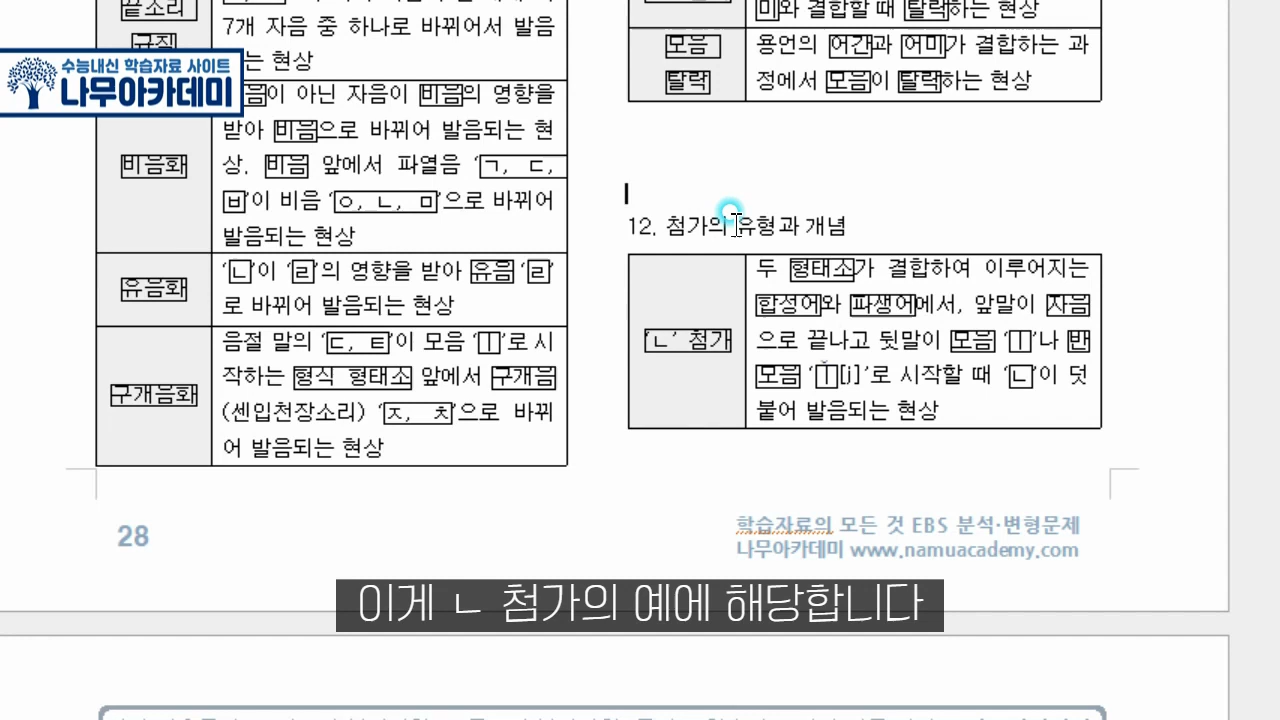 끝소리
규칙
7개 자음 중 하나로 바뀌어서 발음
는 현상
수능내신 학습자료 사이트
나무아카데미
비음화
이 아닌 자음이 비음의 영향을
받아 비음으로 바뀌어 발음되는 현
상. 비음 앞에서 파열음 ‘ㄱ, ㄷ,
ㅂ’이 비음 ‘ㅇ, ㄴ, ㅁ’으로 바뀌어
발음되는 현상
유음화
‘ㄴ’이 ‘ㄹ’의 영향을 받아 유음 ‘ㄹ’
로 바뀌어 발음되는 현상
구개음화
음절 말의 ‘ㄷ, ㅌ’이 모음 ‘ㅣ’로 시
작하는 형식 형태소 앞에서 구개음
(센입천장소리) ‘ㅈ, ㅊ’으로 바뀌
어 발음되는 현상
미와 결합할 때 탈락하는 현상
모음
탈락
용언의 어간과 어미가 결합하는 과
정에서 모음이 탈락하는 현상
12. 첨가의 유형과 개념
‘ㄴ’ 첨가
두 형태소가 결합하여 이루어지는
합성어와 파생어에서, 앞말이 자음
으로 끝나고 뒷말이 모음 ‘ㅣ’나 반
모음 ‘ㅣ̆[j]’로 시작할 때 ‘ㄴ’이 덧
붙어 발음되는 현상
28
학습자료의 모든 것 EBS 분석·변형문제
나무아카데미 www.namuacademy.com
이게 ㄴ 첨가의 예에 해당합니다